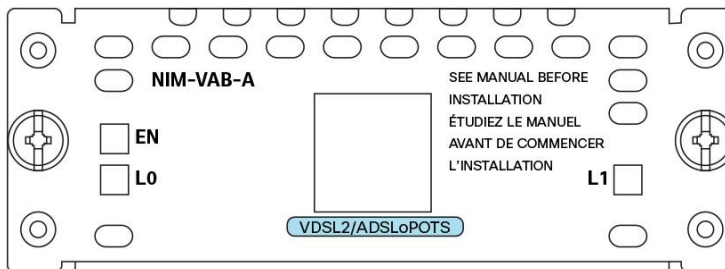 NIM-VAB-A
SEE MANUAL BEFORE
INSTALLATION
ÉTUDIEZ LE MANUEL
AVANT DE COMMENCER
L'INSTALLATION
EN
L0
L1
VDSL2/ADSLoPOTS